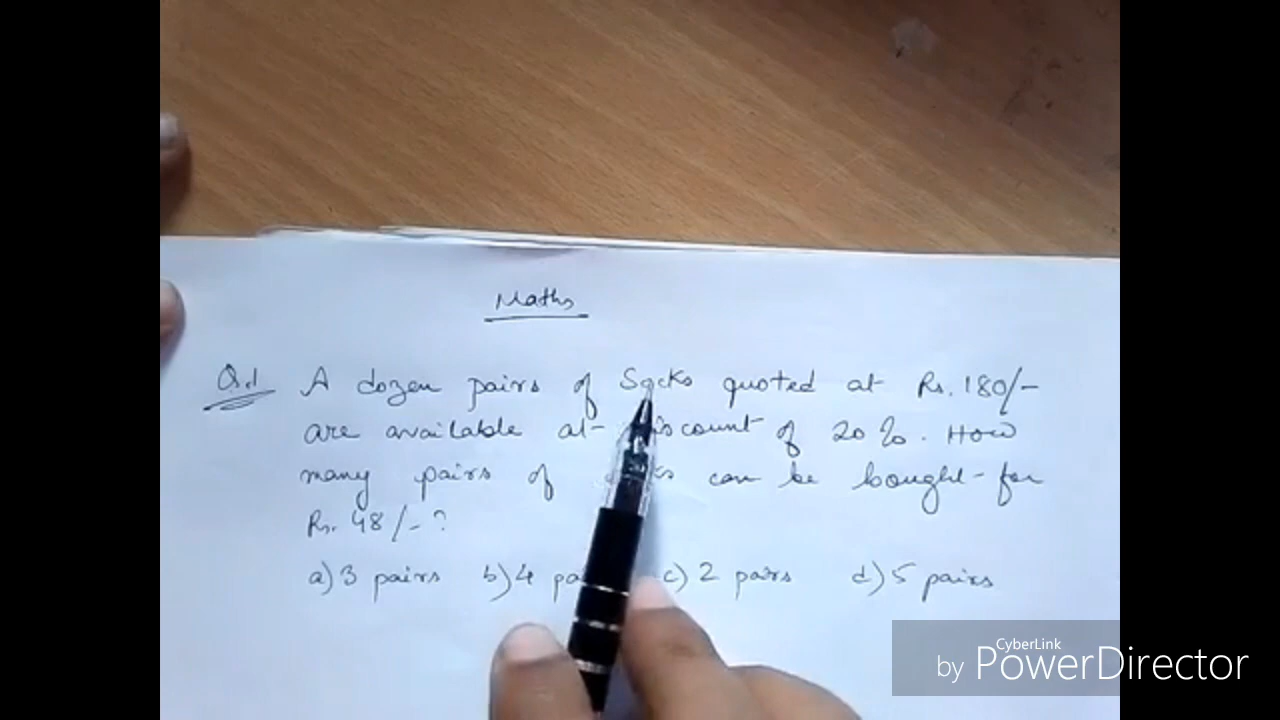 Maths
Q.1 A dozen pairs of Socks quoted at Rs. 180/-
are available at discount of 20%. How
many pairs of can be bought for
Rs. 48/-?
a) 3 pairs b) 4 c) 2 pairs d) 5 pairs
CyberLink
by PowerDirector